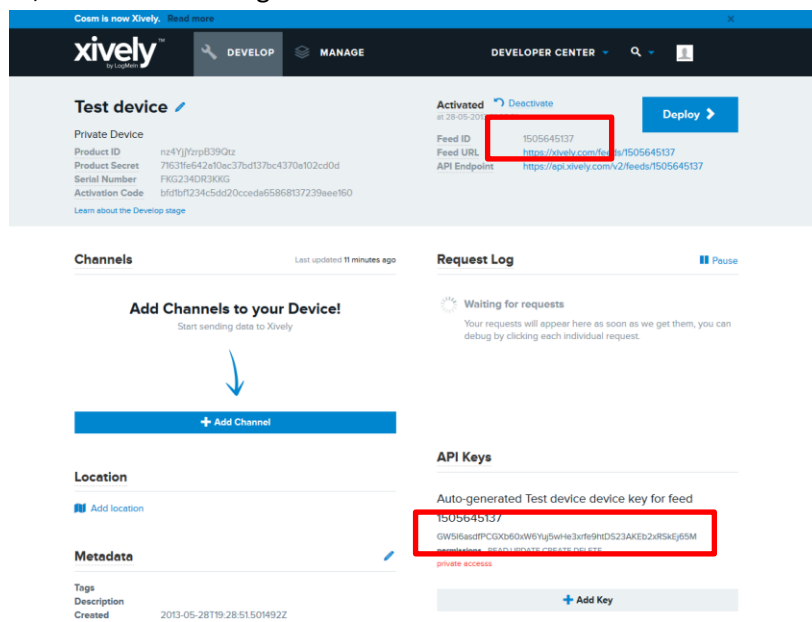 Cosm is now Xively. Read more ×
xively™
by LogMeIn
DEVELOP
MANAGE
DEVELOPER CENTER
Test device
Private Device
Product ID nz4YjjYzrpB39Qtz
Product Secret 71631fe642a10ac37bd137bc4370a102cd0d
Serial Number FKG234DR3KKG
Activation Code bfd1bf1234c5dd20cceda65868137239aee160
Learn about the Develop stage
Activated Deactivate
at 28-05-201
Deploy
Feed ID 1505645137
Feed URL https://xively.com/feeds/1505645137
API Endpoint https://api.xively.com/v2/feeds/1505645137
Channels
Last updated 11 minutes ago
Add Channels to your Device!
Start sending data to Xively
+ Add Channel
Location
Add location
Metadata
Tags
Description
Created 2013-05-28T19:28:51.501492Z
Request Log
Pause
Waiting for requests
Your requests will appear here as soon as we get them, you can
debug by clicking each individual request.
API Keys
Auto-generated Test device device key for feed
1505645137
GW5I6asdfPCGXb60xW6Yuj5wHe3xrfe9htDS23AKEb2xRSkEj65M
permissions READ,UPDATE,CREATE,DELETE
private accesss
+ Add Key